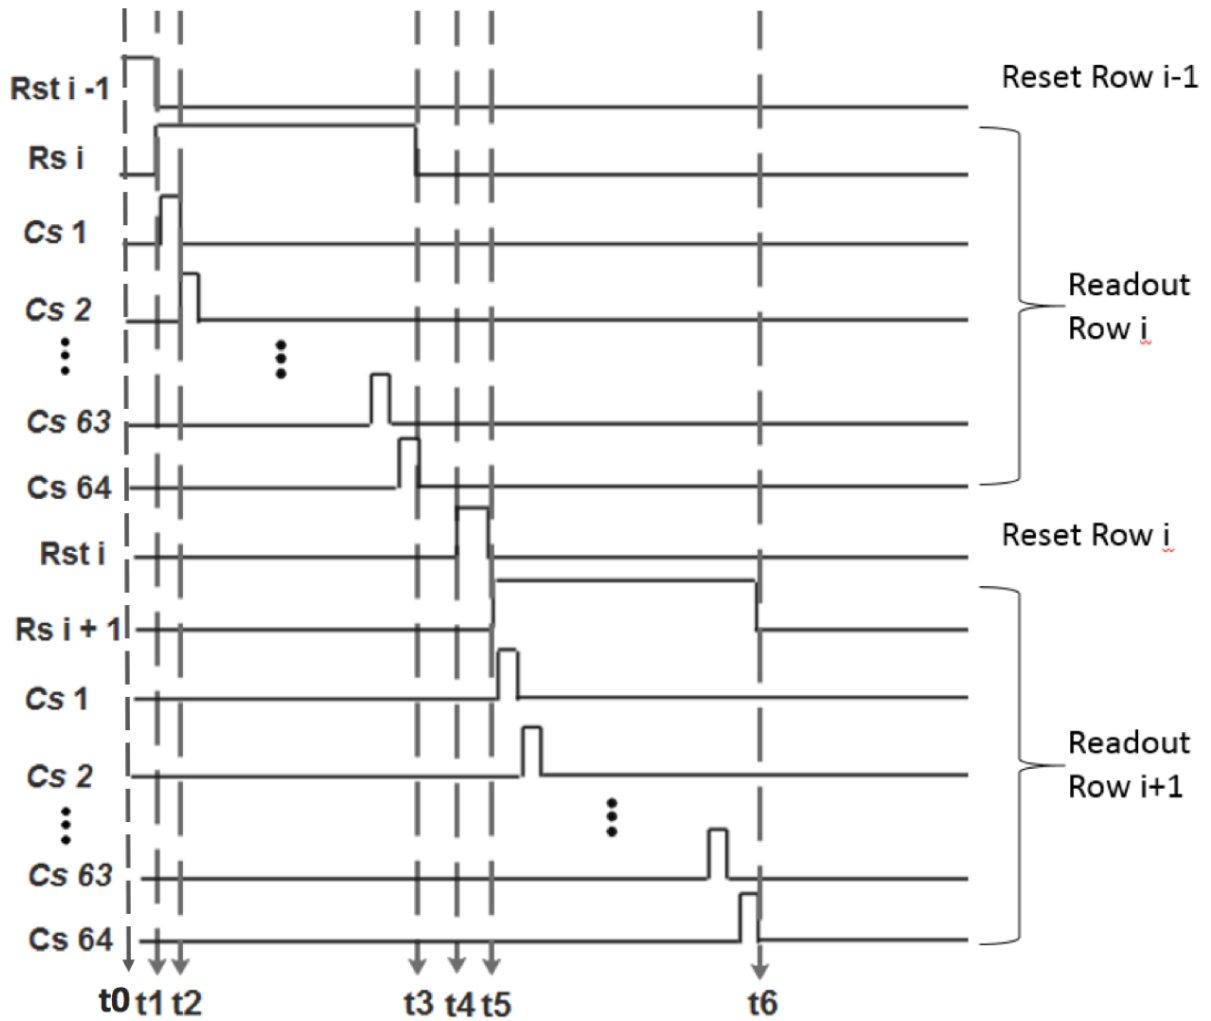 Rst i -1
Reset Row i-1
Rs i
Cs 1
Cs 2
Readout
Row i
Cs 63
Cs 64
Rst i
Reset Row i
Rs i + 1
Cs 1
Cs 2
Readout
Row i+1
Cs 63
Cs 64
t0 t1 t2 t3 t4 t5 t6